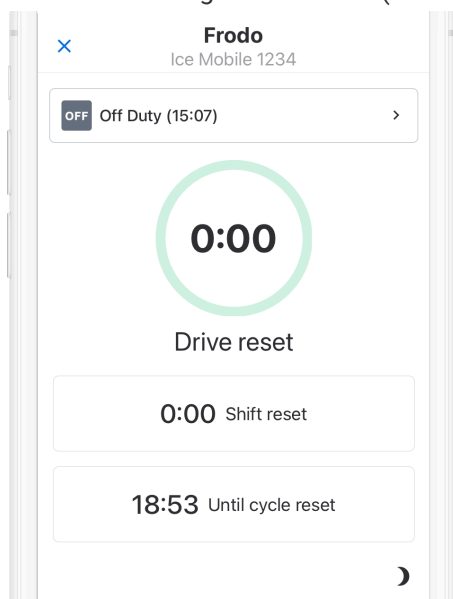 Frodo
Ice Mobile 1234
OFF Off Duty (15:07)
0:00
Drive reset
0:00 Shift reset
18:53 Until cycle reset